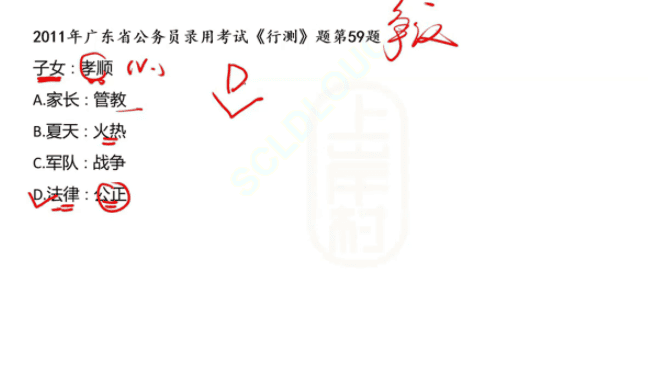 2011年广东省公务员录用考试《行测》题第59题 争议
子女：孝顺 (v.)
D
A.家长：管教
B.夏天：火热
C.军队：战争
D.法律：公正
SGLDLQU
上岸村